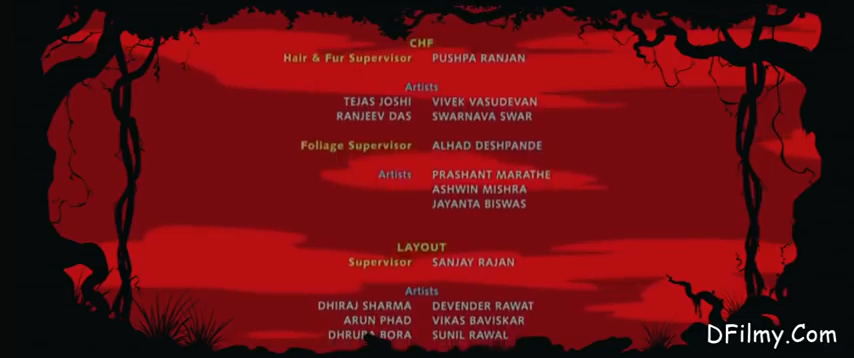 CHF
Hair & Fur Supervisor PUSHPA RANJAN
Artists
TEJAS JOSHI VIVEK VASUDEVAN
RANJEEV DAS SWARNAVA SWAR
Foliage Supervisor ALHAD DESHPANDE
Artists PRASHANT MARATHE
ASHWIN MISHRA
JAYANTA BISWAS
LAYOUT
Supervisor SANJAY RAJAN
Artists
DHIRAJ SHARMA DEVENDER RAWAT
ARUN PHAD VIKAS BAVISKAR
DHRUBA BORA SUNIL RAWAL
DFilmy.Com